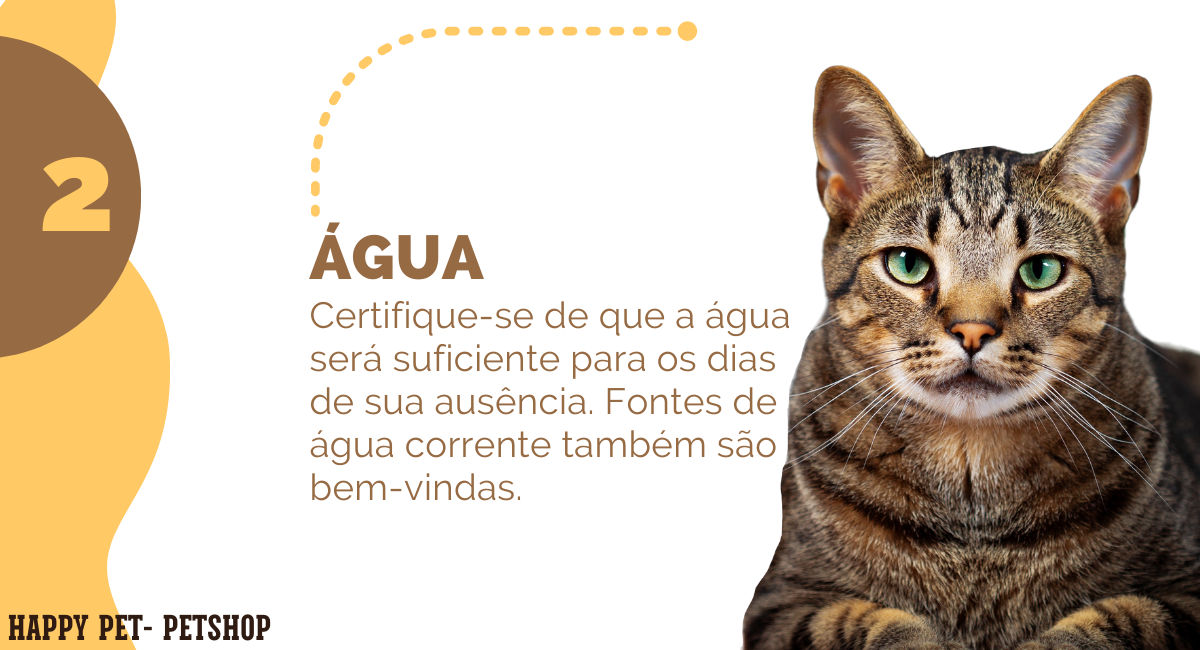 2
ÁGUA
Certifique-se de que a água
será suficiente para os dias
de sua ausência. Fontes de
água corrente também são
bem-vindas.
HAPPY PET- PETSHOP